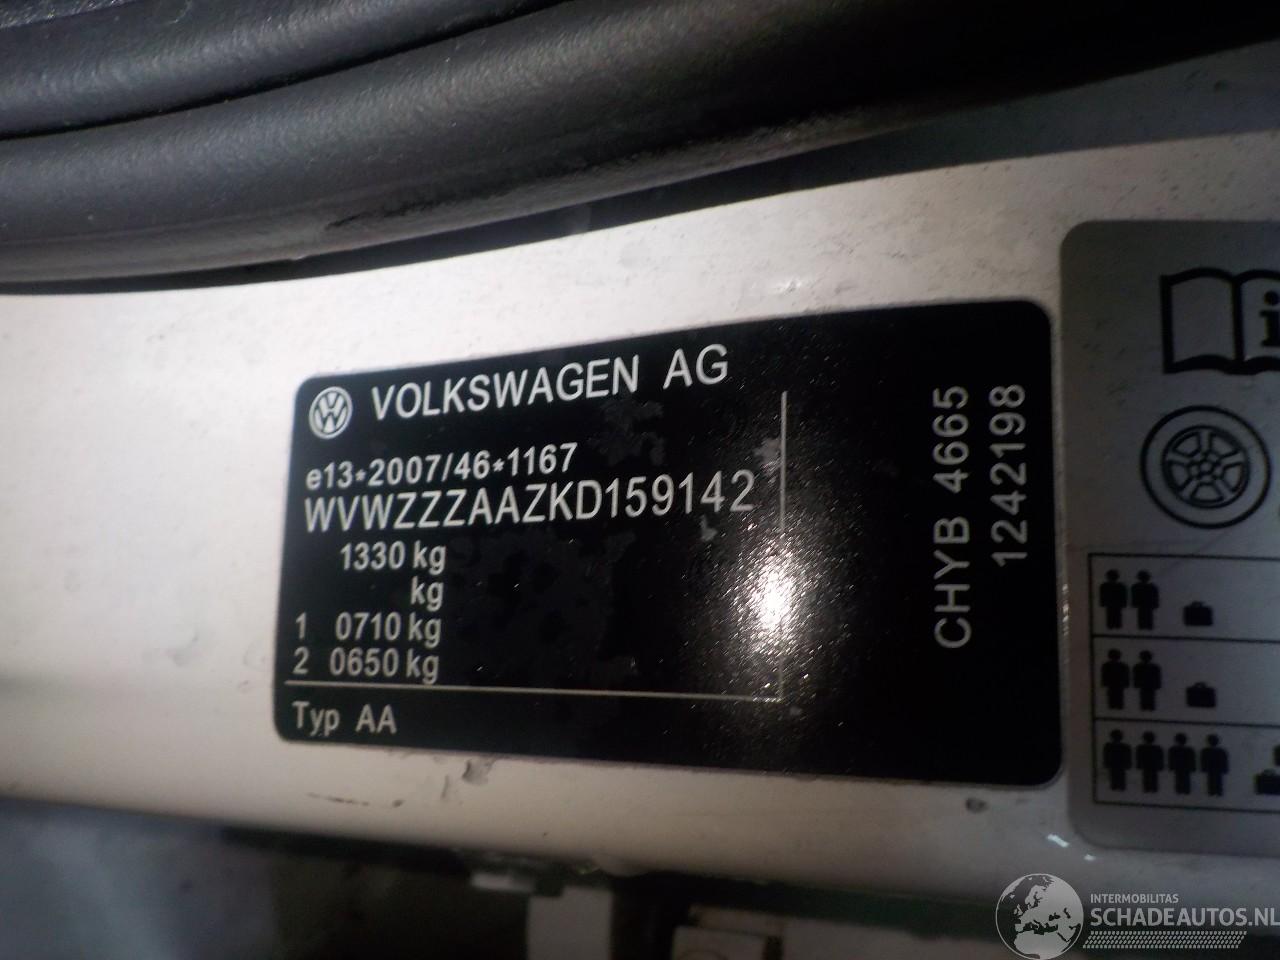 VOLKSWAGEN AG
e13*2007/46*1167
WVWZZZAAZKD159142
1330 kg
kg
1 0710 kg
2 0650 kg
Typ AA
CHYB 4665
1242198
i
INTERMOBILITAS
SCHADEAUTOS.NL